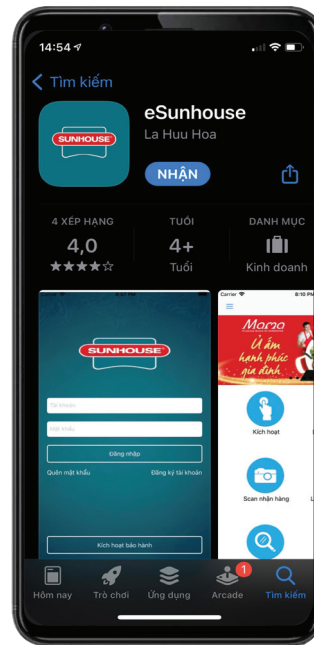 14:54
Tìm kiếm
SUNHOUSE
eSunhouse
La Huu Hoa
NHẬN
4 XẾP HẠNG
TUỔI
DANH MỤC
4,0
4+
Tuổi
Kinh doanh
Carrier
8:10 PM
SUNHOUSE
Tài khoản
Mật khẩu
Đăng nhập
Quên mật khẩu
Đăng ký tài khoản
Kích hoạt bảo hành
Mama
Ủ ấm
hạnh phúc
gia đình
Kích hoạt
Scan nhận hàng
Hôm nay
Trò chơi
Ứng dụng
Arcade
1
Tìm kiếm